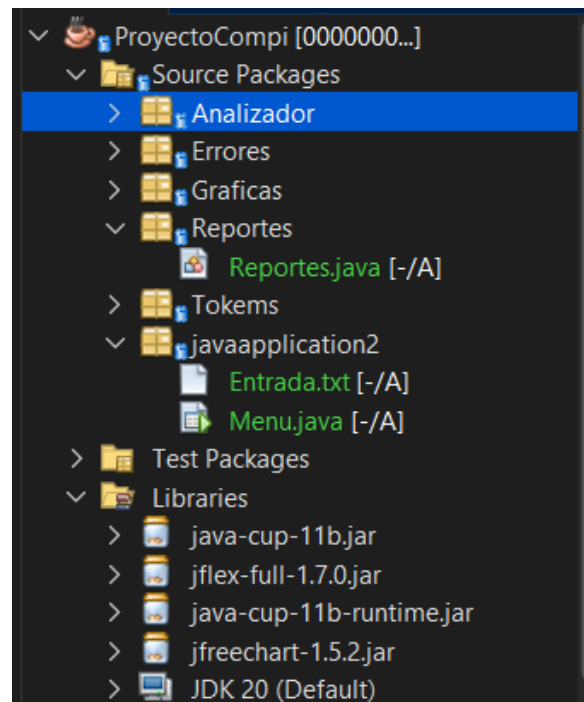 ProyectoCompi [0000000...]
Source Packages
Analizador
Errores
Graficas
Reportes
Reportes.java [-/A]
Tokems
javaapplication2
Entrada.txt [-/A]
Menu.java [-/A]
Test Packages
Libraries
java-cup-11b.jar
jflex-full-1.7.0.jar
java-cup-11b-runtime.jar
jfreechart-1.5.2.jar
JDK 20 (Default)